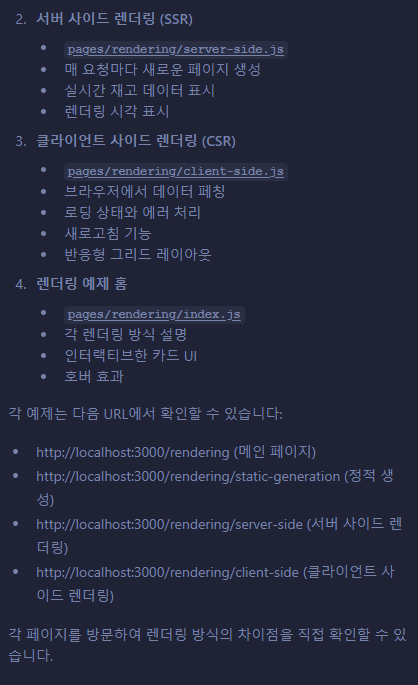 2. 서버 사이드 렌더링 (SSR)
• pages/rendering/server-side.js
• 매 요청마다 새로운 페이지 생성
• 실시간 재고 데이터 표시
• 렌더링 시각 표시
3. 클라이언트 사이드 렌더링 (CSR)
• pages/rendering/client-side.js
• 브라우저에서 데이터 페칭
• 로딩 상태와 에러 처리
• 새로고침 기능
• 반응형 그리드 레이아웃
4. 렌더링 예제 홈
• pages/rendering/index.js
• 각 렌더링 방식 설명
• 인터랙티브한 카드 UI
• 호버 효과
각 예제는 다음 URL에서 확인할 수 있습니다:
• http://localhost:3000/rendering (메인 페이지)
• http://localhost:3000/rendering/static-generation (정적 생
성)
• http://localhost:3000/rendering/server-side (서버 사이드 렌
더링)
• http://localhost:3000/rendering/client-side (클라이언트 사
이드 렌더링)
각 페이지를 방문하여 렌더링 방식의 차이점을 직접 확인할 수 있
습니다.